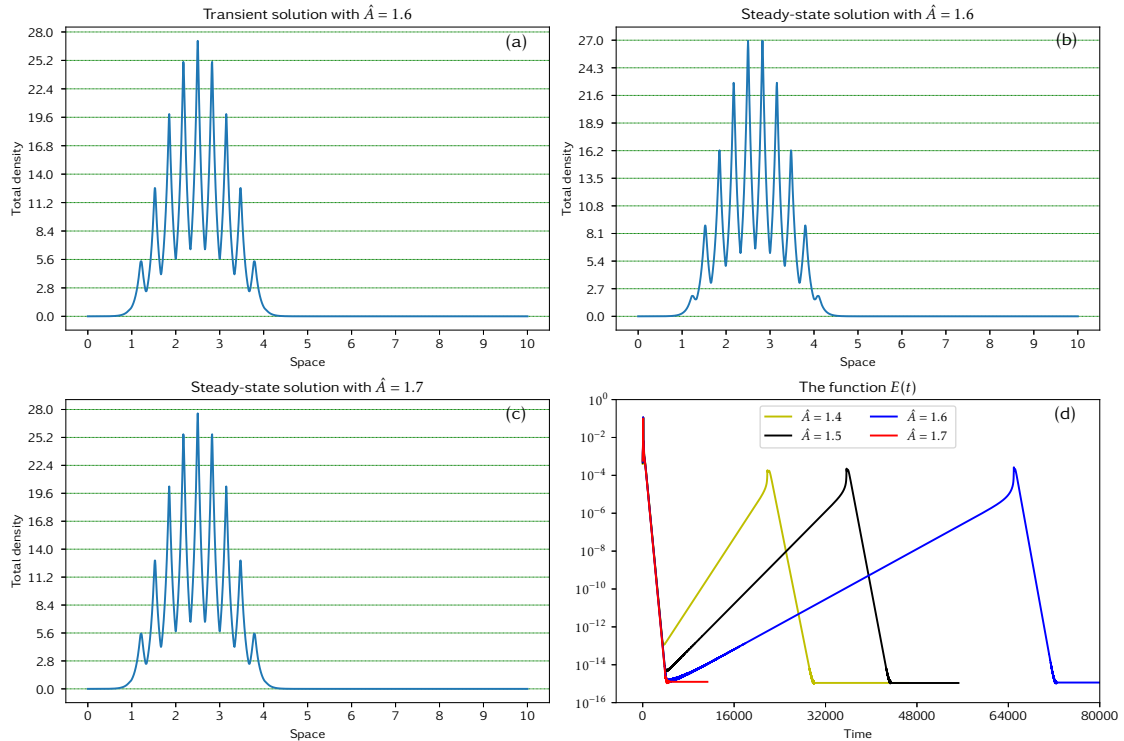 Transient solution with Â = 1.6
(a)
28.0
25.2
22.4
19.6
16.8
14.0
11.2
8.4
5.6
2.8
0.0
Total density
0 1 2 3 4 5 6 7 8 9 10
Space
Steady-state solution with Â = 1.6
(b)
27.0
24.3
21.6
18.9
16.2
13.5
10.8
8.1
5.4
2.7
0.0
Total density
0 1 2 3 4 5 6 7 8 9 10
Space
Steady-state solution with Â = 1.7
(c)
28.0
25.2
22.4
19.6
16.8
14.0
11.2
8.4
5.6
2.8
0.0
Total density
0 1 2 3 4 5 6 7 8 9 10
Space
The function E(t)
(d)
Â = 1.4
Â = 1.5
Â = 1.6
Â = 1.7
10⁰
10⁻²
10⁻⁴
10⁻⁶
10⁻⁸
10⁻¹⁰
10⁻¹²
10⁻¹⁴
10⁻¹⁶
0 16000 32000 48000 64000 80000
Time